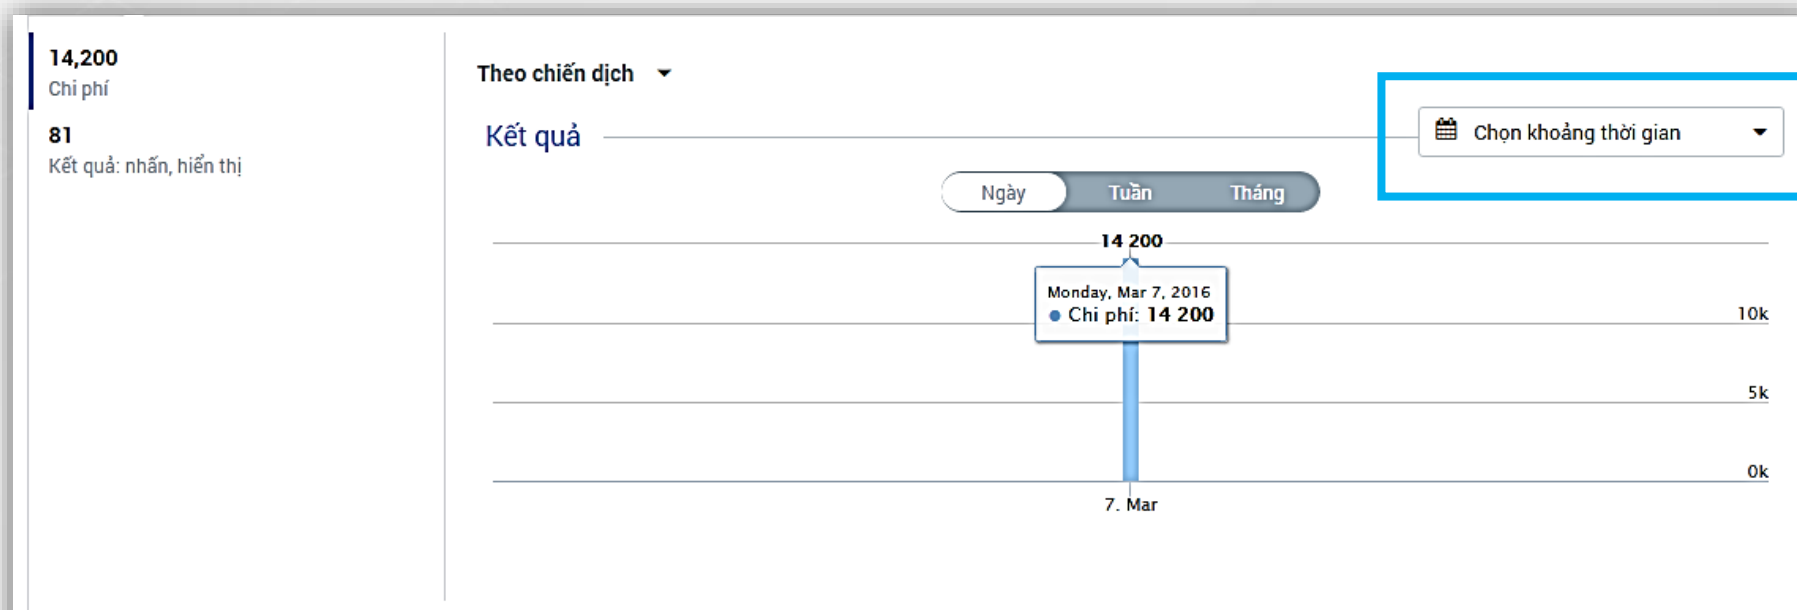 14,200
Chi phí
81
Kết quả: nhấn, hiển thị
Theo chiến dịch
Kết quả
Chọn khoảng thời gian
Ngày Tuần Tháng
14 200
Monday, Mar 7, 2016
Chi phí: 14 200
10k
5k
0k
7. Mar